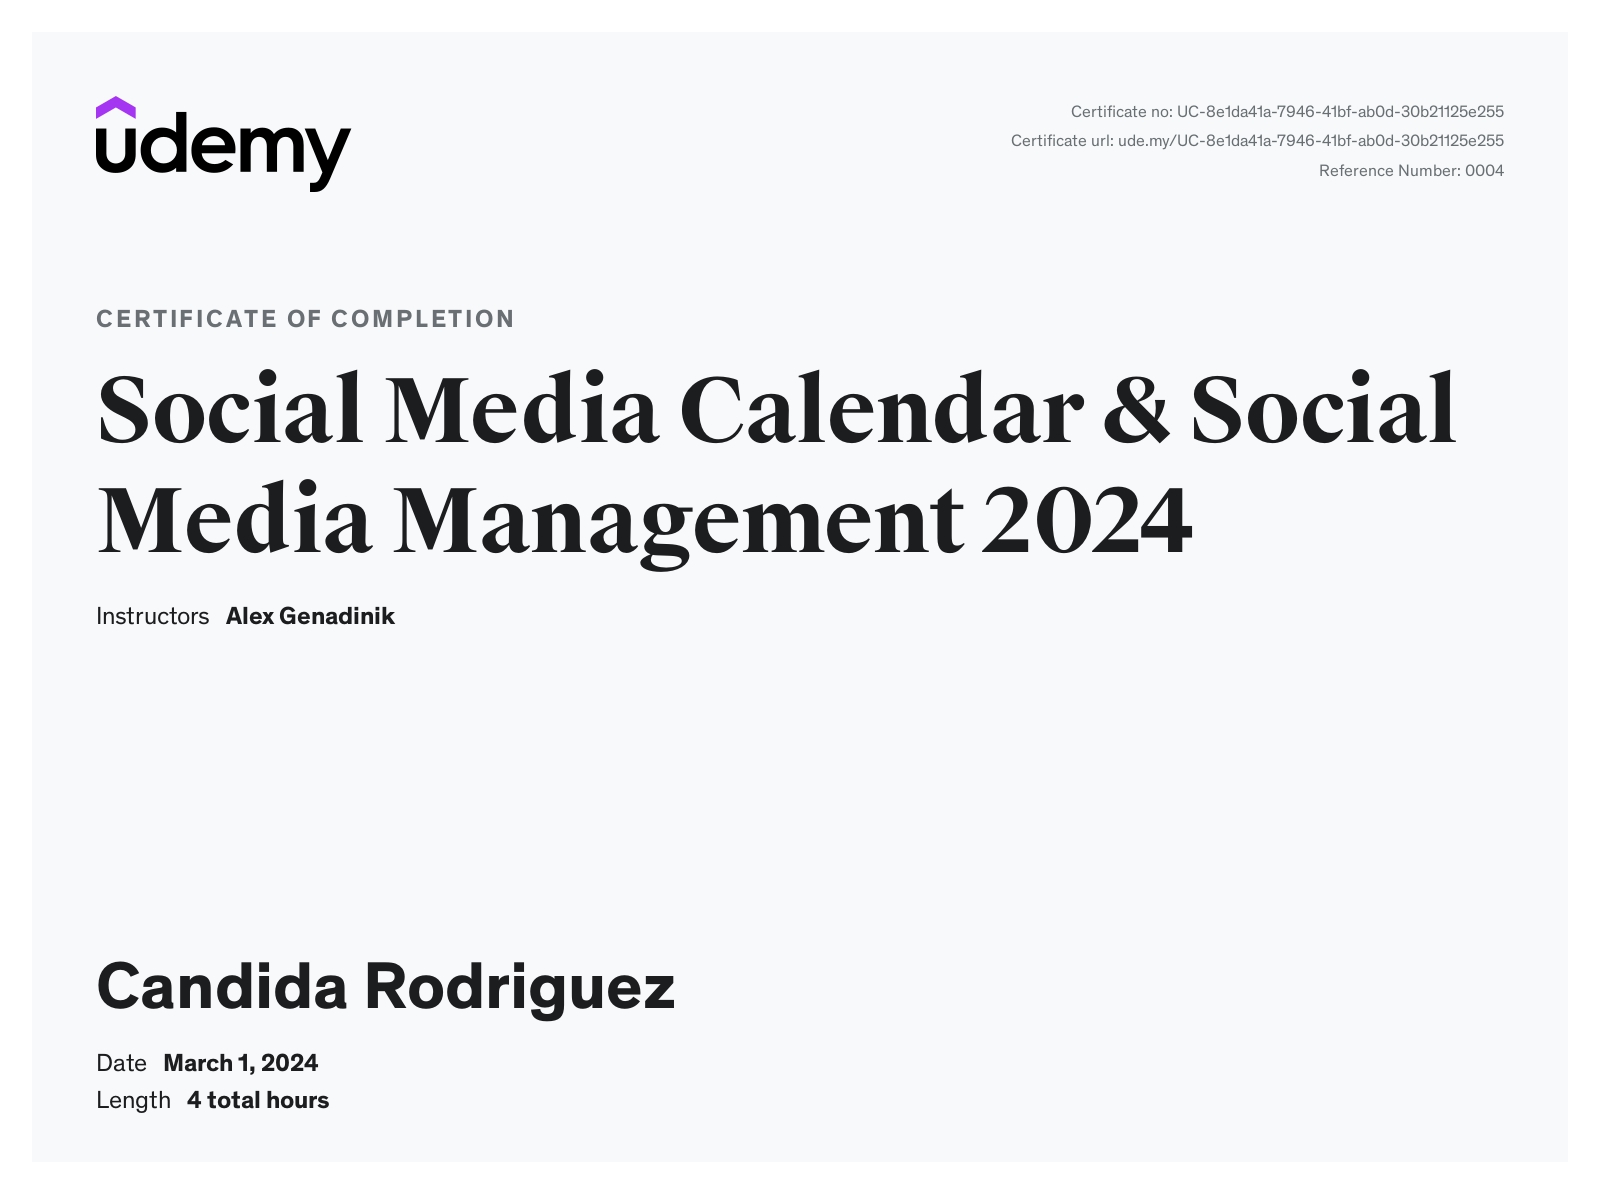 udemy
Certificate no: UC-8e1da41a-7946-41bf-ab0d-30b21125e255
Certificate url: ude.my/UC-8e1da41a-7946-41bf-ab0d-30b21125e255
Reference Number: 0004
CERTIFICATE OF COMPLETION
Social Media Calendar & Social
Media Management 2024
Instructors Alex Genadinik
Candida Rodriguez
Date March 1, 2024
Length 4 total hours